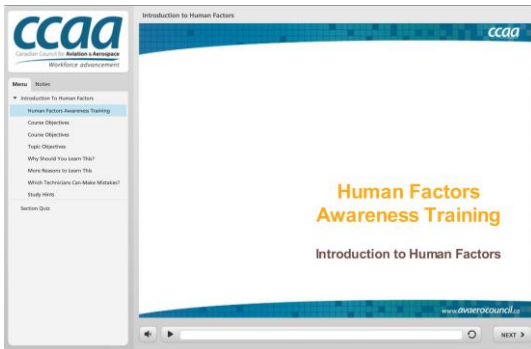 ccaa
Canadian Council for Aviation & Aerospace
Workforce advancement
Menu Notes
Introduction To Human Factors
Human Factors Awareness Training
Course Objectives
Course Objectives
Topic Objectives
Why Should You Learn This?
More Reasons to Learn This
Which Technicians Can Make Mistakes?
Study Hints
Section Quiz
Introduction to Human Factors
ccaa
Human Factors
Awareness Training
Introduction to Human Factors
www.avaerocouncil.ca
NEXT >